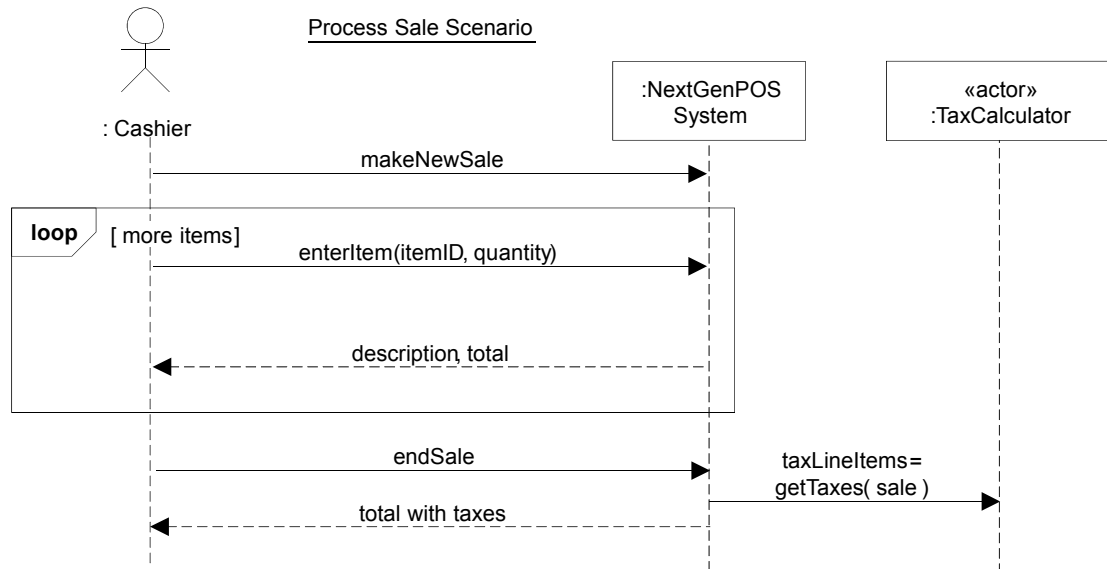 Process Sale Scenario
: Cashier
:NextGenPOS
System
«actor»
:TaxCalculator
makeNewSale
loop
[ more items]
enterItem(itemID, quantity)
description, total
endSale
taxLineItems=
getTaxes( sale )
total with taxes